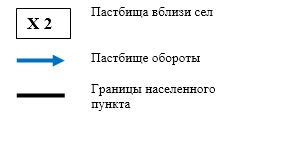 X 2
Пастбища вблизи сел
Пастбище обороты
Границы населенного
пункта